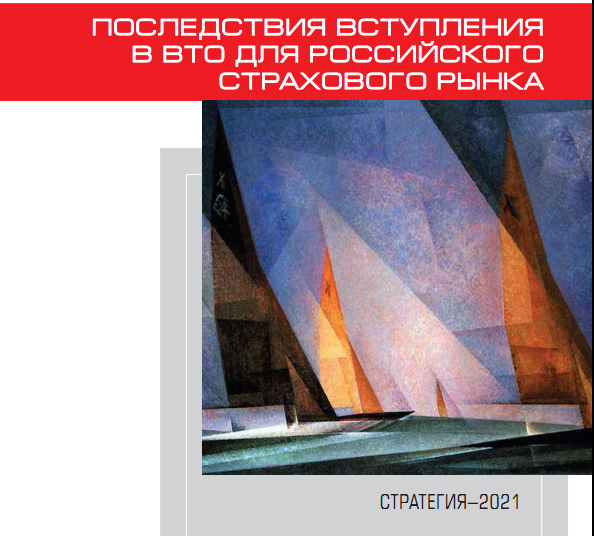 ПОСЛЕДСТВИЯ ВСТУПЛЕНИЯ
В ВТО ДЛЯ РОССИЙСКОГО
СТРАХОВОГО РЫНКА
СТРАТЕГИЯ–2021